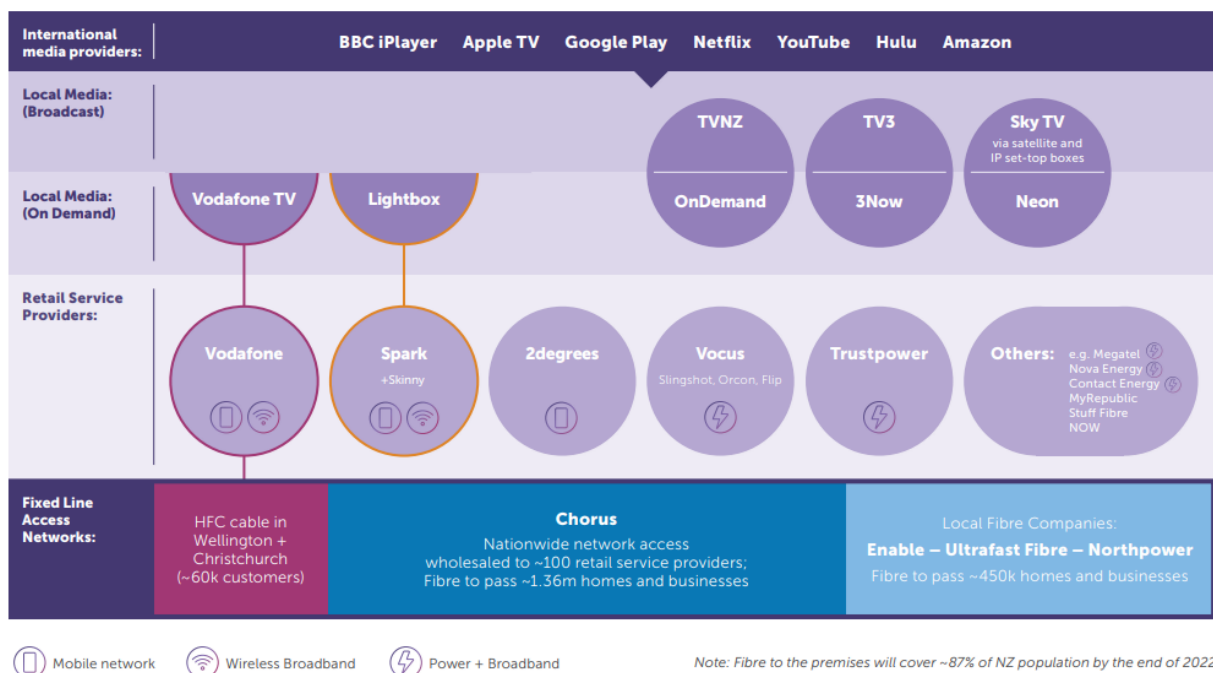 International
media providers:
BBC iPlayer Apple TV Google Play Netflix YouTube Hulu Amazon
Local Media:
(Broadcast)
TVNZ
TV3
Sky TV
via satellite and
IP set-top boxes
Local Media:
(On Demand)
Vodafone TV
Lightbox
OnDemand
3Now
Neon
Retail Service
Providers:
Vodafone
Spark
+Skinny
2degrees
Vocus
Slingshot, Orcon, Flip
Trustpower
Others:
e.g. Megatel
Nova Energy
Contact Energy
MyRepublic
Stuff Fibre
NOW
Fixed Line
Access
Networks:
HFC cable in
Wellington +
Christchurch
(~60k customers)
Chorus
Nationwide network access
wholesaled to ~100 retail service providers;
Fibre to pass ~1.36m homes and businesses
Local Fibre Companies:
Enable – Ultrafast Fibre – Northpower
Fibre to pass ~450k homes and businesses
Mobile network
Wireless Broadband
Power + Broadband
Note: Fibre to the premises will cover ~87% of NZ population by the end of 2022